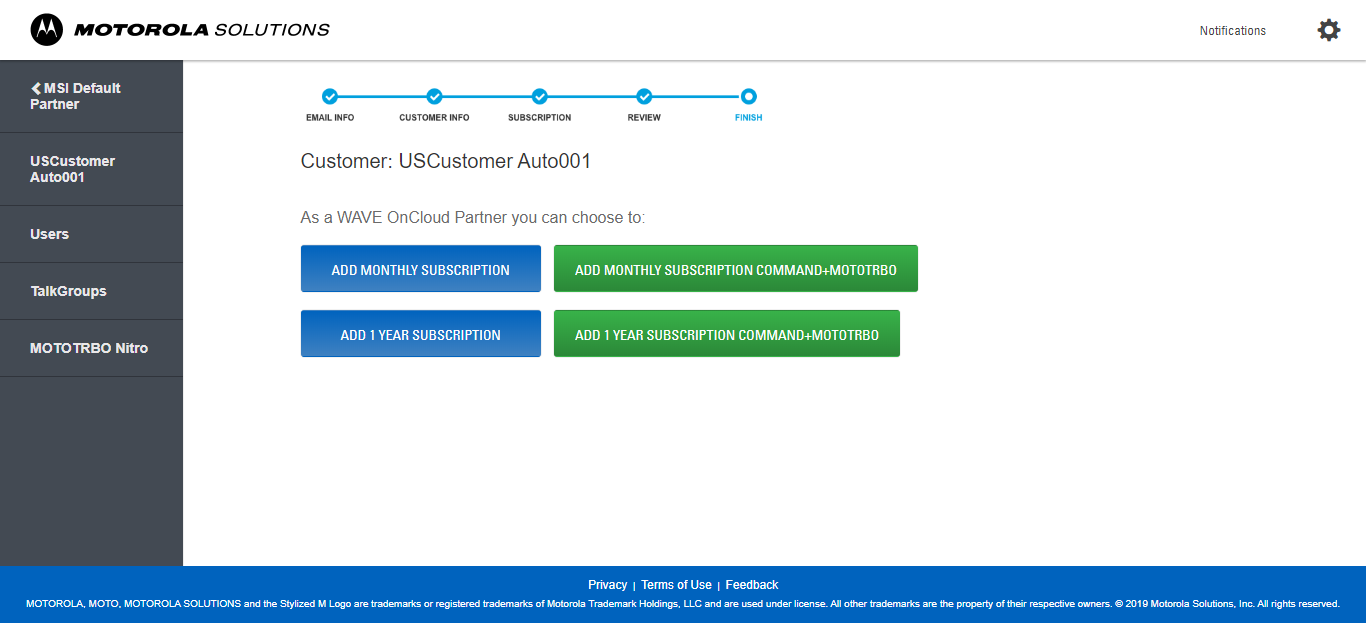 MOTOROLA SOLUTIONS
Notifications
MSI Default
Partner
USCustomer
Auto001
Users
TalkGroups
MOTOTRBO Nitro
EMAIL INFO
CUSTOMER INFO
SUBSCRIPTION
REVIEW
FINISH
Customer: USCustomer Auto001
As a WAVE OnCloud Partner you can choose to:
ADD MONTHLY SUBSCRIPTION
ADD MONTHLY SUBSCRIPTION COMMAND+MOTOTRBO
ADD 1 YEAR SUBSCRIPTION
ADD 1 YEAR SUBSCRIPTION COMMAND+MOTOTRBO
Privacy | Terms of Use | Feedback
MOTOROLA, MOTO, MOTOROLA SOLUTIONS and the Stylized M Logo are trademarks or registered trademarks of Motorola Trademark Holdings, LLC and are used under license. All other trademarks are the property of their respective owners. © 2019 Motorola Solutions, Inc. All rights reserved.